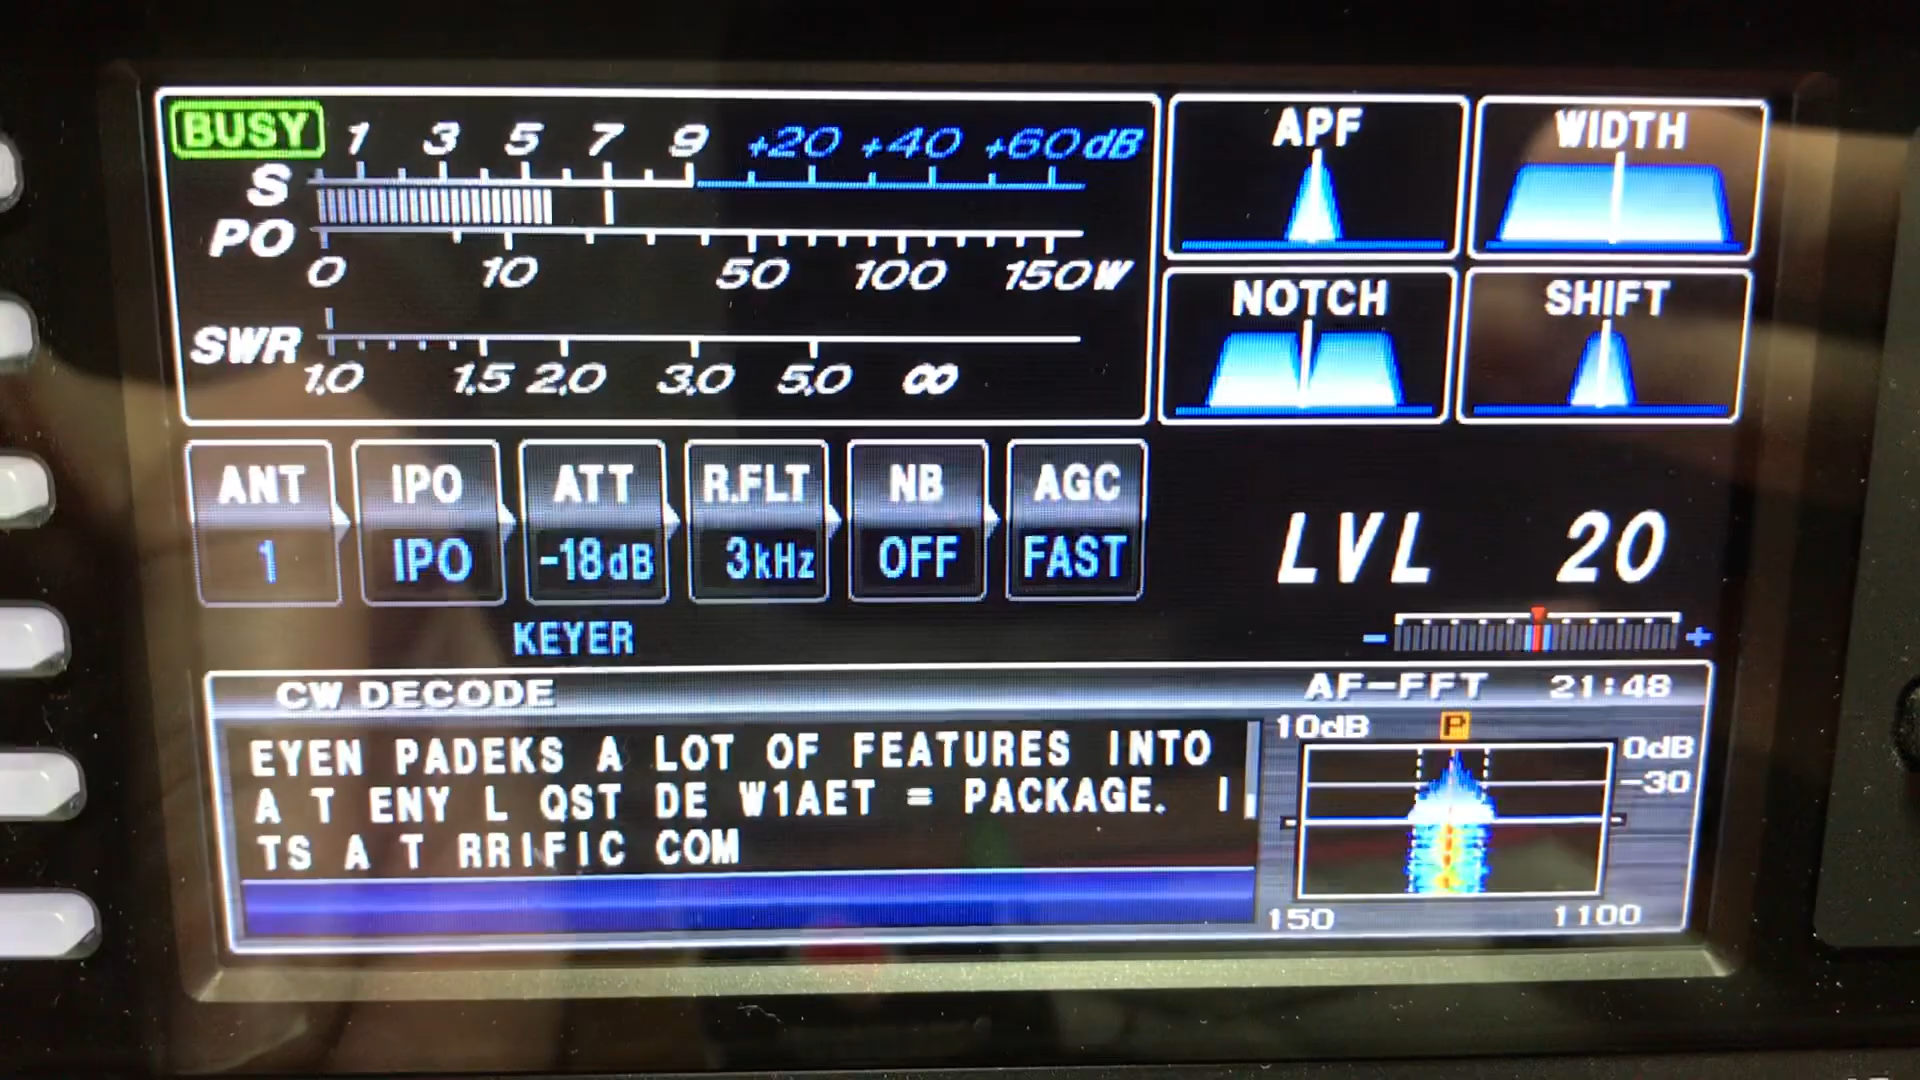 BUSY 1 3 5 7 9 +20 +40 +60dB
S
PO
0 10 50 100 150W
SWR
1.0 1.5 2.0 3.0 5.0 ∞
APF WIDTH
NOTCH SHIFT
ANT IPO ATT R.FLT NB AGC
1 IPO -18dB 3kHz OFF FAST
LVL 20
- +
KEYER
CW DECODE
AF-FFT 21:48
EYEN PADEKS A LOT OF FEATURES INTO
A T ENY L QST DE W1AET = PACKAGE. I
TS A T RRIFIC COM
10dB P 0dB
-30
150 1100